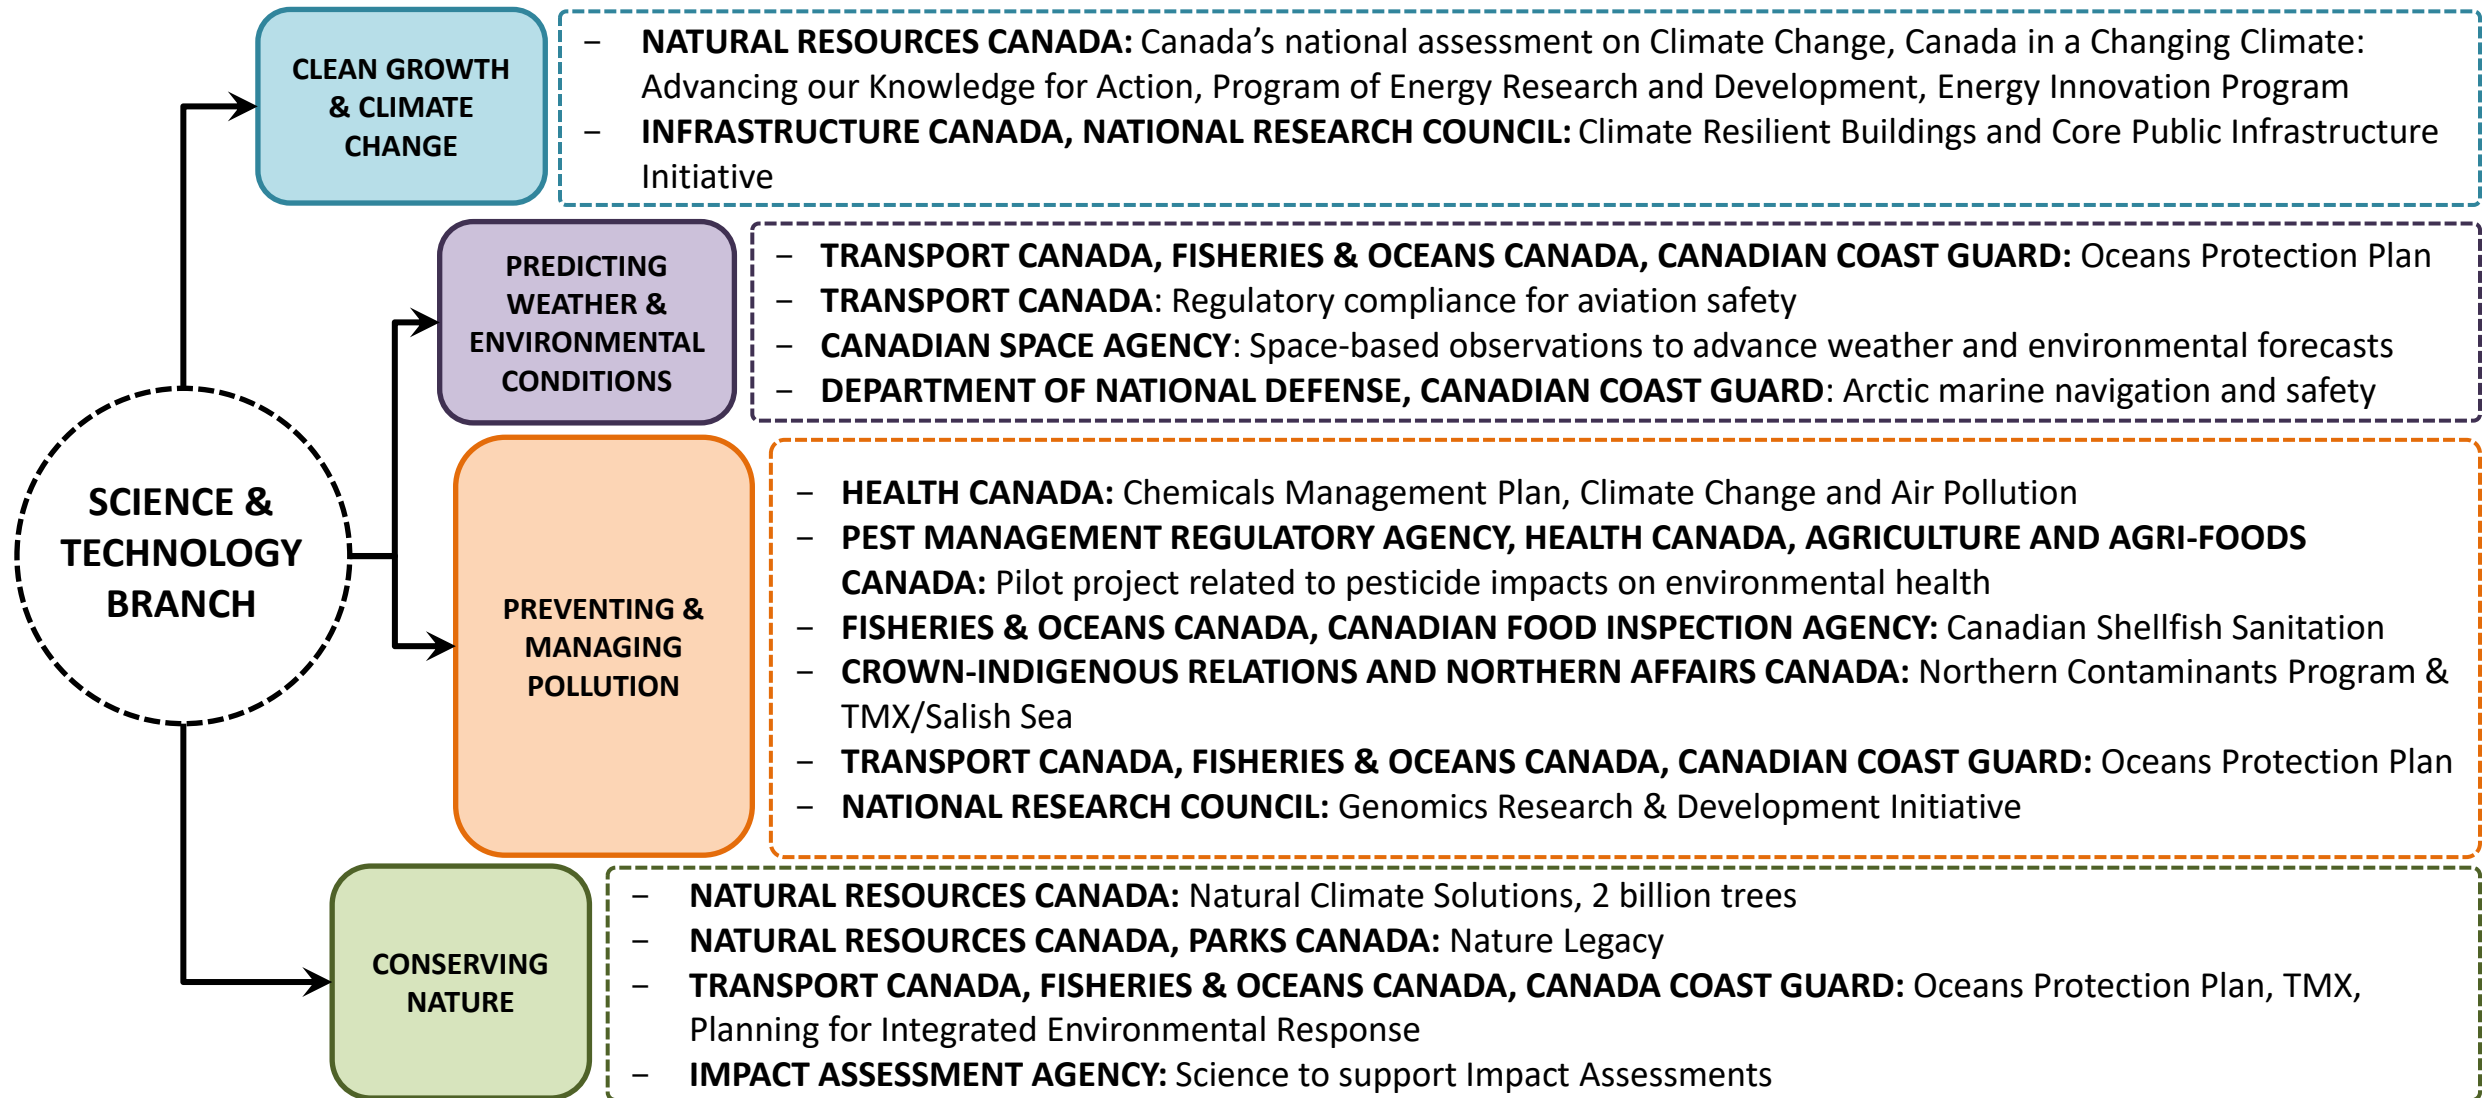 SCIENCE &
TECHNOLOGY
BRANCH
CLEAN GROWTH
& CLIMATE
CHANGE
– NATURAL RESOURCES CANADA: Canada’s national assessment on Climate Change, Canada in a Changing Climate:
Advancing our Knowledge for Action, Program of Energy Research and Development, Energy Innovation Program
– INFRASTRUCTURE CANADA, NATIONAL RESEARCH COUNCIL: Climate Resilient Buildings and Core Public Infrastructure
Initiative
PREDICTING
WEATHER &
ENVIRONMENTAL
CONDITIONS
– TRANSPORT CANADA, FISHERIES & OCEANS CANADA, CANADIAN COAST GUARD: Oceans Protection Plan
– TRANSPORT CANADA: Regulatory compliance for aviation safety
– CANADIAN SPACE AGENCY: Space-based observations to advance weather and environmental forecasts
– DEPARTMENT OF NATIONAL DEFENSE, CANADIAN COAST GUARD: Arctic marine navigation and safety
PREVENTING &
MANAGING
POLLUTION
– HEALTH CANADA: Chemicals Management Plan, Climate Change and Air Pollution
– PEST MANAGEMENT REGULATORY AGENCY, HEALTH CANADA, AGRICULTURE AND AGRI-FOODS
CANADA: Pilot project related to pesticide impacts on environmental health
– FISHERIES & OCEANS CANADA, CANADIAN FOOD INSPECTION AGENCY: Canadian Shellfish Sanitation
– CROWN-INDIGENOUS RELATIONS AND NORTHERN AFFAIRS CANADA: Northern Contaminants Program &
TMX/Salish Sea
– TRANSPORT CANADA, FISHERIES & OCEANS CANADA, CANADIAN COAST GUARD: Oceans Protection Plan
– NATIONAL RESEARCH COUNCIL: Genomics Research & Development Initiative
CONSERVING
NATURE
– NATURAL RESOURCES CANADA: Natural Climate Solutions, 2 billion trees
– NATURAL RESOURCES CANADA, PARKS CANADA: Nature Legacy
– TRANSPORT CANADA, FISHERIES & OCEANS CANADA, CANADA COAST GUARD: Oceans Protection Plan, TMX,
Planning for Integrated Environmental Response
– IMPACT ASSESSMENT AGENCY: Science to support Impact Assessments